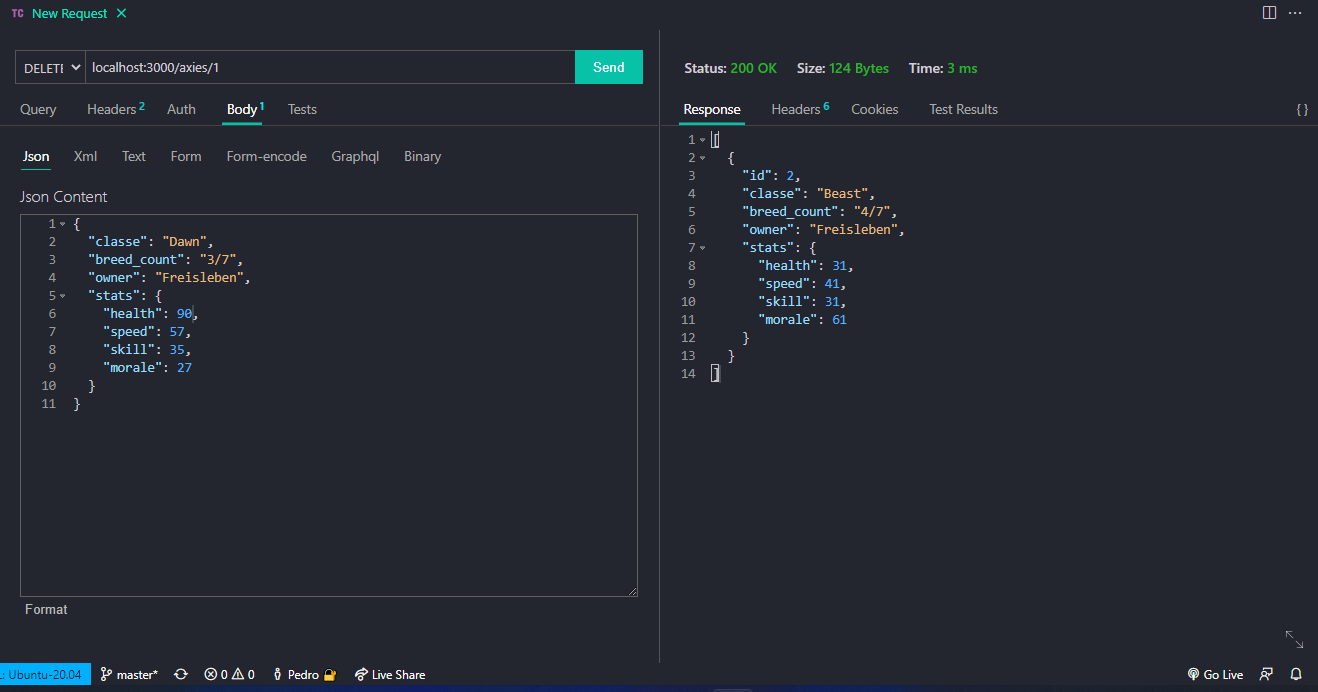 TC New Request
DELETE localhost:3000/axies/1 Send
Query Headers 2 Auth Body 1 Tests
Json Xml Text Form Form-encode Graphql Binary
Json Content
1 {
2 "classe": "Dawn",
3 "breed_count": "3/7",
4 "owner": "Freisleben",
5 "stats": {
6 "health": 90,
7 "speed": 57,
8 "skill": 35,
9 "morale": 27
10 }
11 }
Format
Status: 200 OK Size: 124 Bytes Time: 3 ms
Response Headers 6 Cookies Test Results {}
1 [
2 {
3 "id": 2,
4 "classe": "Beast",
5 "breed_count": "4/7",
6 "owner": "Freisleben",
7 "stats": {
8 "health": 31,
9 "speed": 41,
10 "skill": 31,
11 "morale": 61
12 }
13 }
14 ]
: Ubuntu-20.04 master* 0 0 Pedro Live Share Go Live